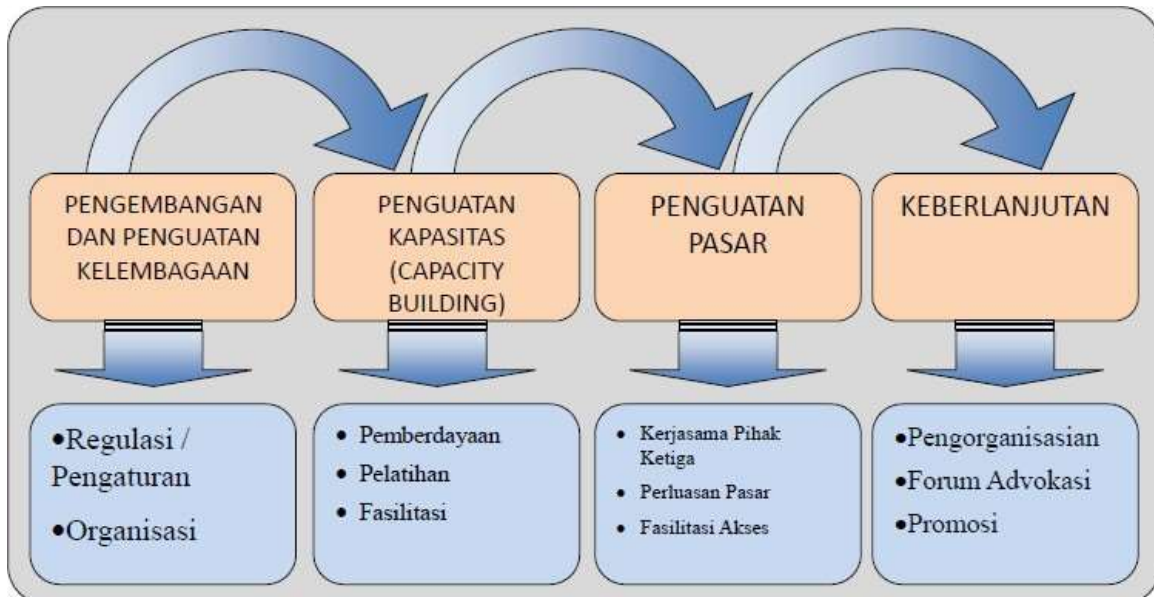 PENGEMBANGAN
DAN PENGUATAN
KELEMBAGAAN
PENGUATAN
KAPASITAS
(CAPACITY
BUILDING)
PENGUATAN
PASAR
KEBERLANJUTAN
•Regulasi /
Pengaturan
•Organisasi
• Pemberdayaan
• Pelatihan
• Fasilitasi
• Kerjasama Pihak
Ketiga
• Perluasan Pasar
• Fasilitasi Akses
•Pengorganisasian
•Forum Advokasi
•Promosi